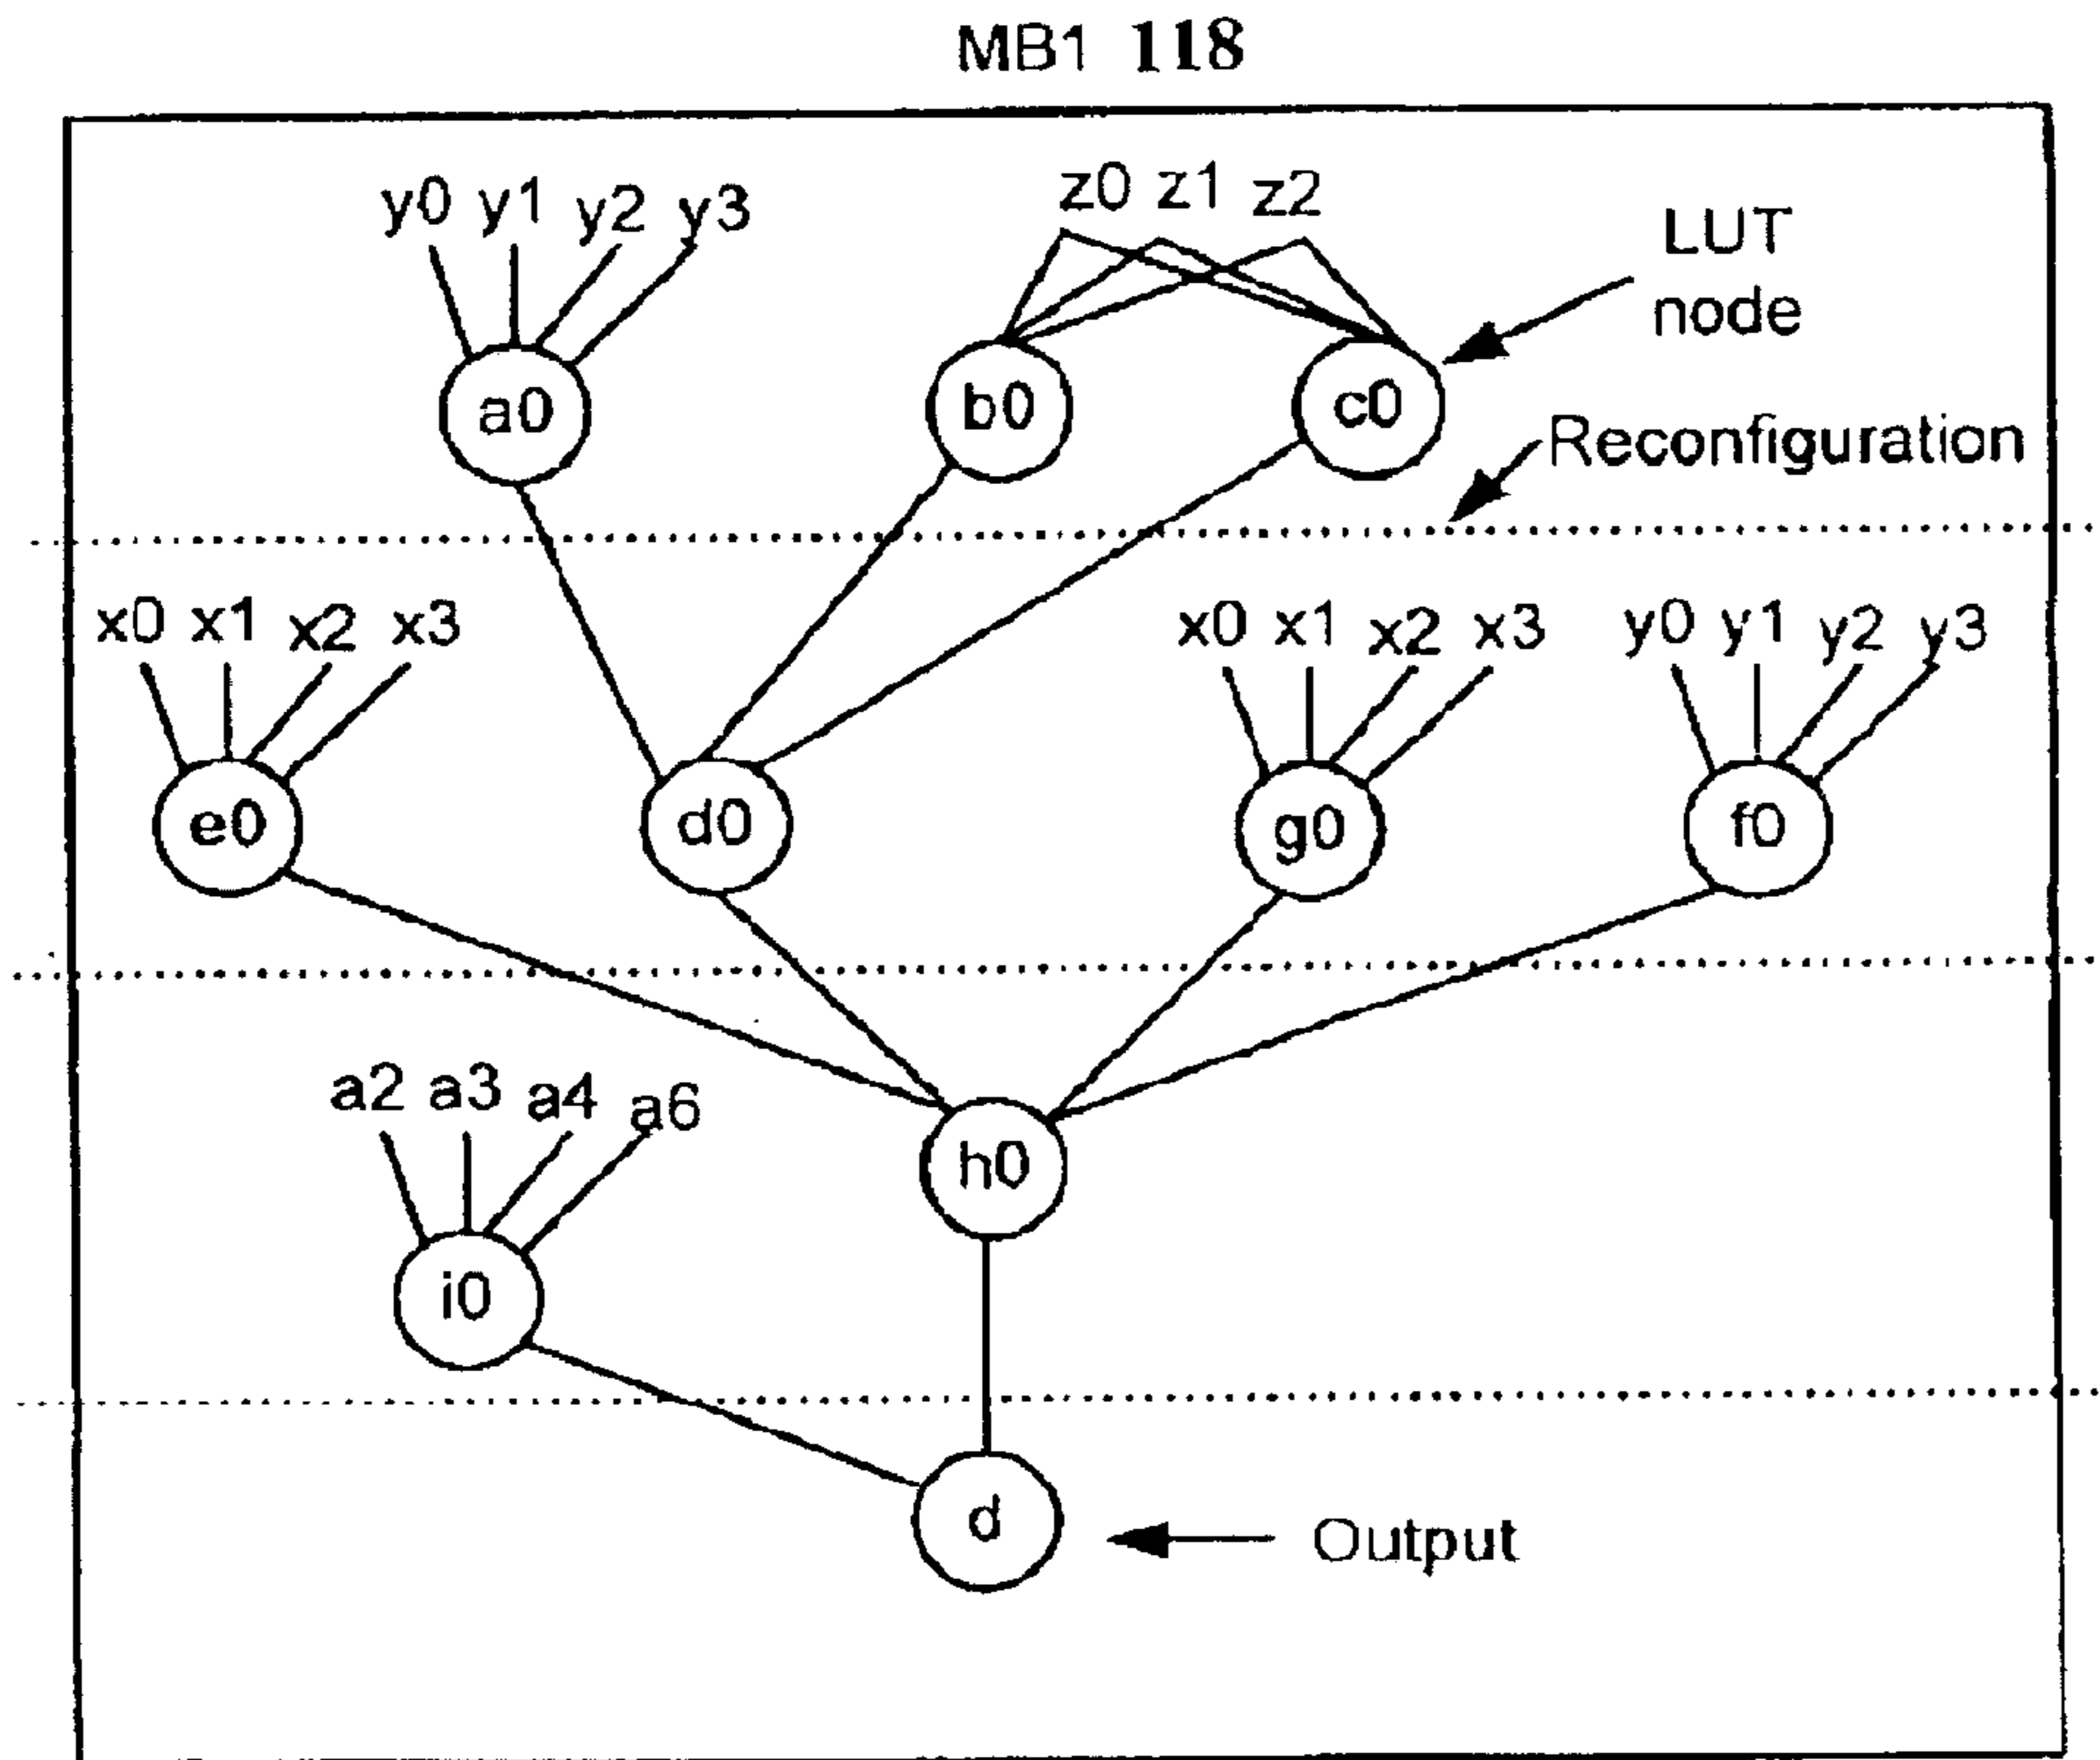 MB1 118
y0 y1 y2 y3
z0 z1 z2
LUT
node
a0
b0
c0
Reconfiguration
x0 x1 x2 x3
x0 x1 x2 x3
y0 y1 y2 y3
e0
d0
g0
f0
a2 a3 a4 a6
h0
i0
d
Output